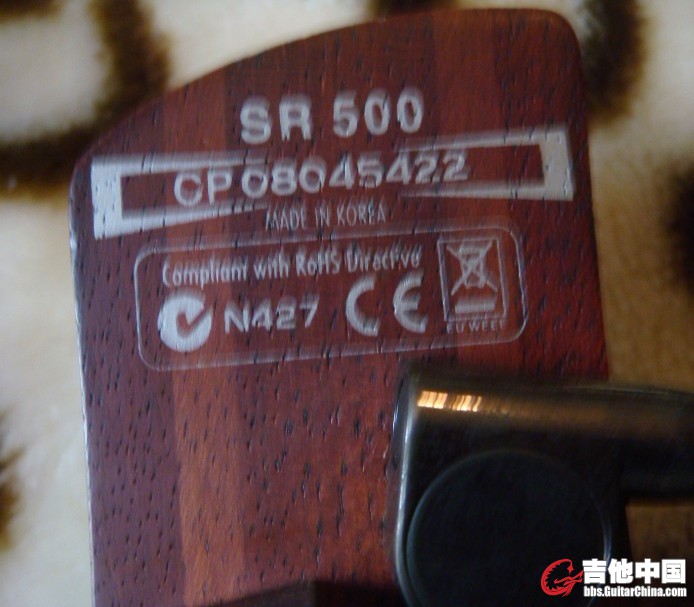 SR 500
CP08045422
MADE IN KOREA
Compliant with RoHS Directive
N427 CE
EU WEEE
吉他中国
bbs.GuitarChina.com